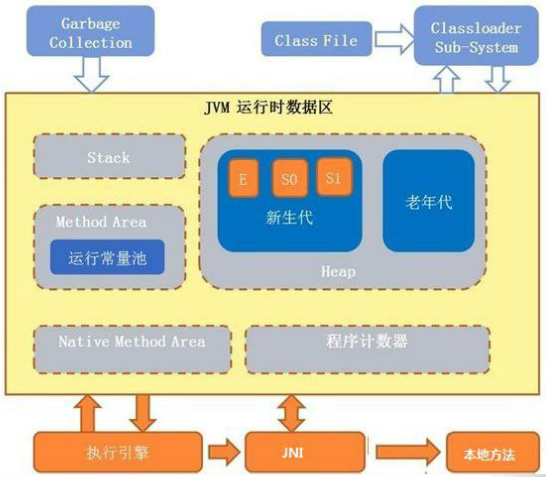 Garbage
Collection
Class File
Classloader
Sub-System
JVM 运行时数据区
Stack
E
S0
S1
新生代
老年代
Method Area
运行常量池
Heap
Native Method Area
程序计数器
执行引擎
JNI
本地方法